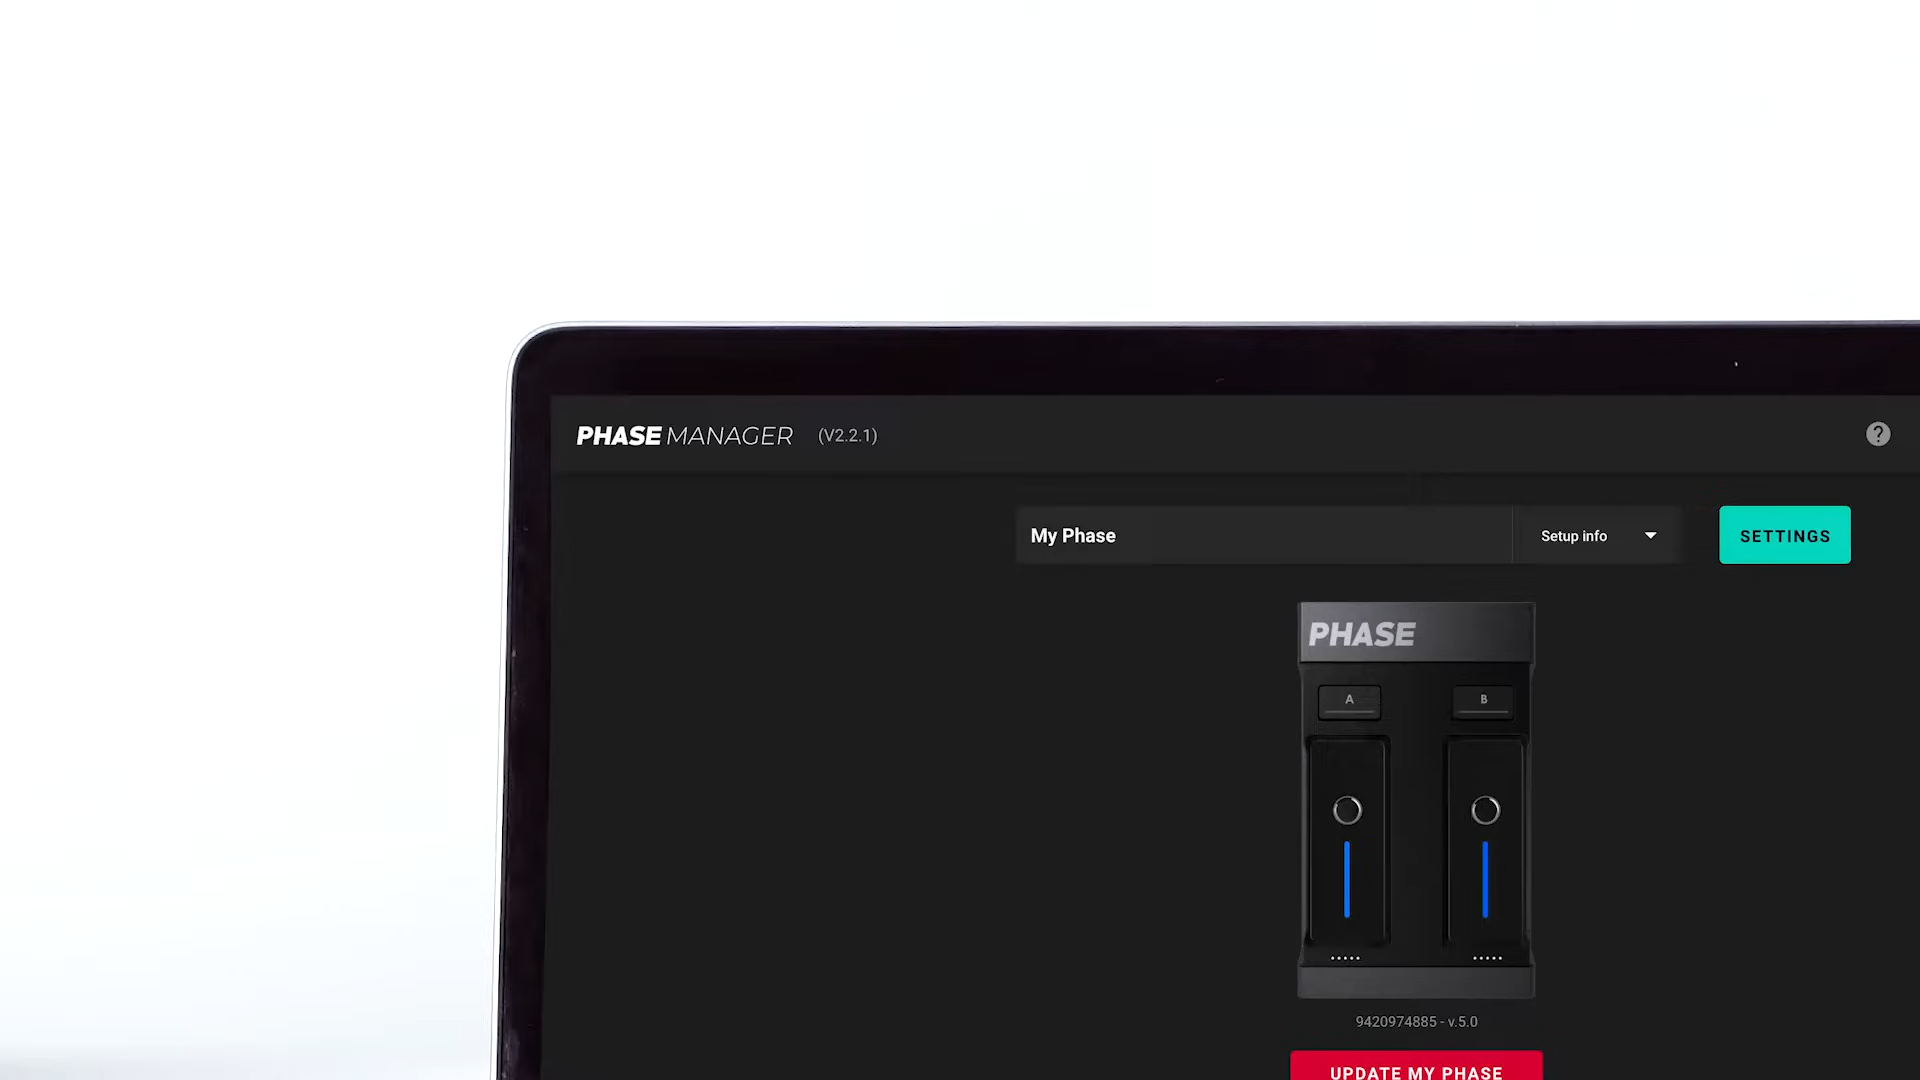 PHASE MANAGER (V2.2.1)
My Phase
Setup info
SETTINGS
PHASE
A
B
9420974885 - v.5.0
UPDATE MY PHASE